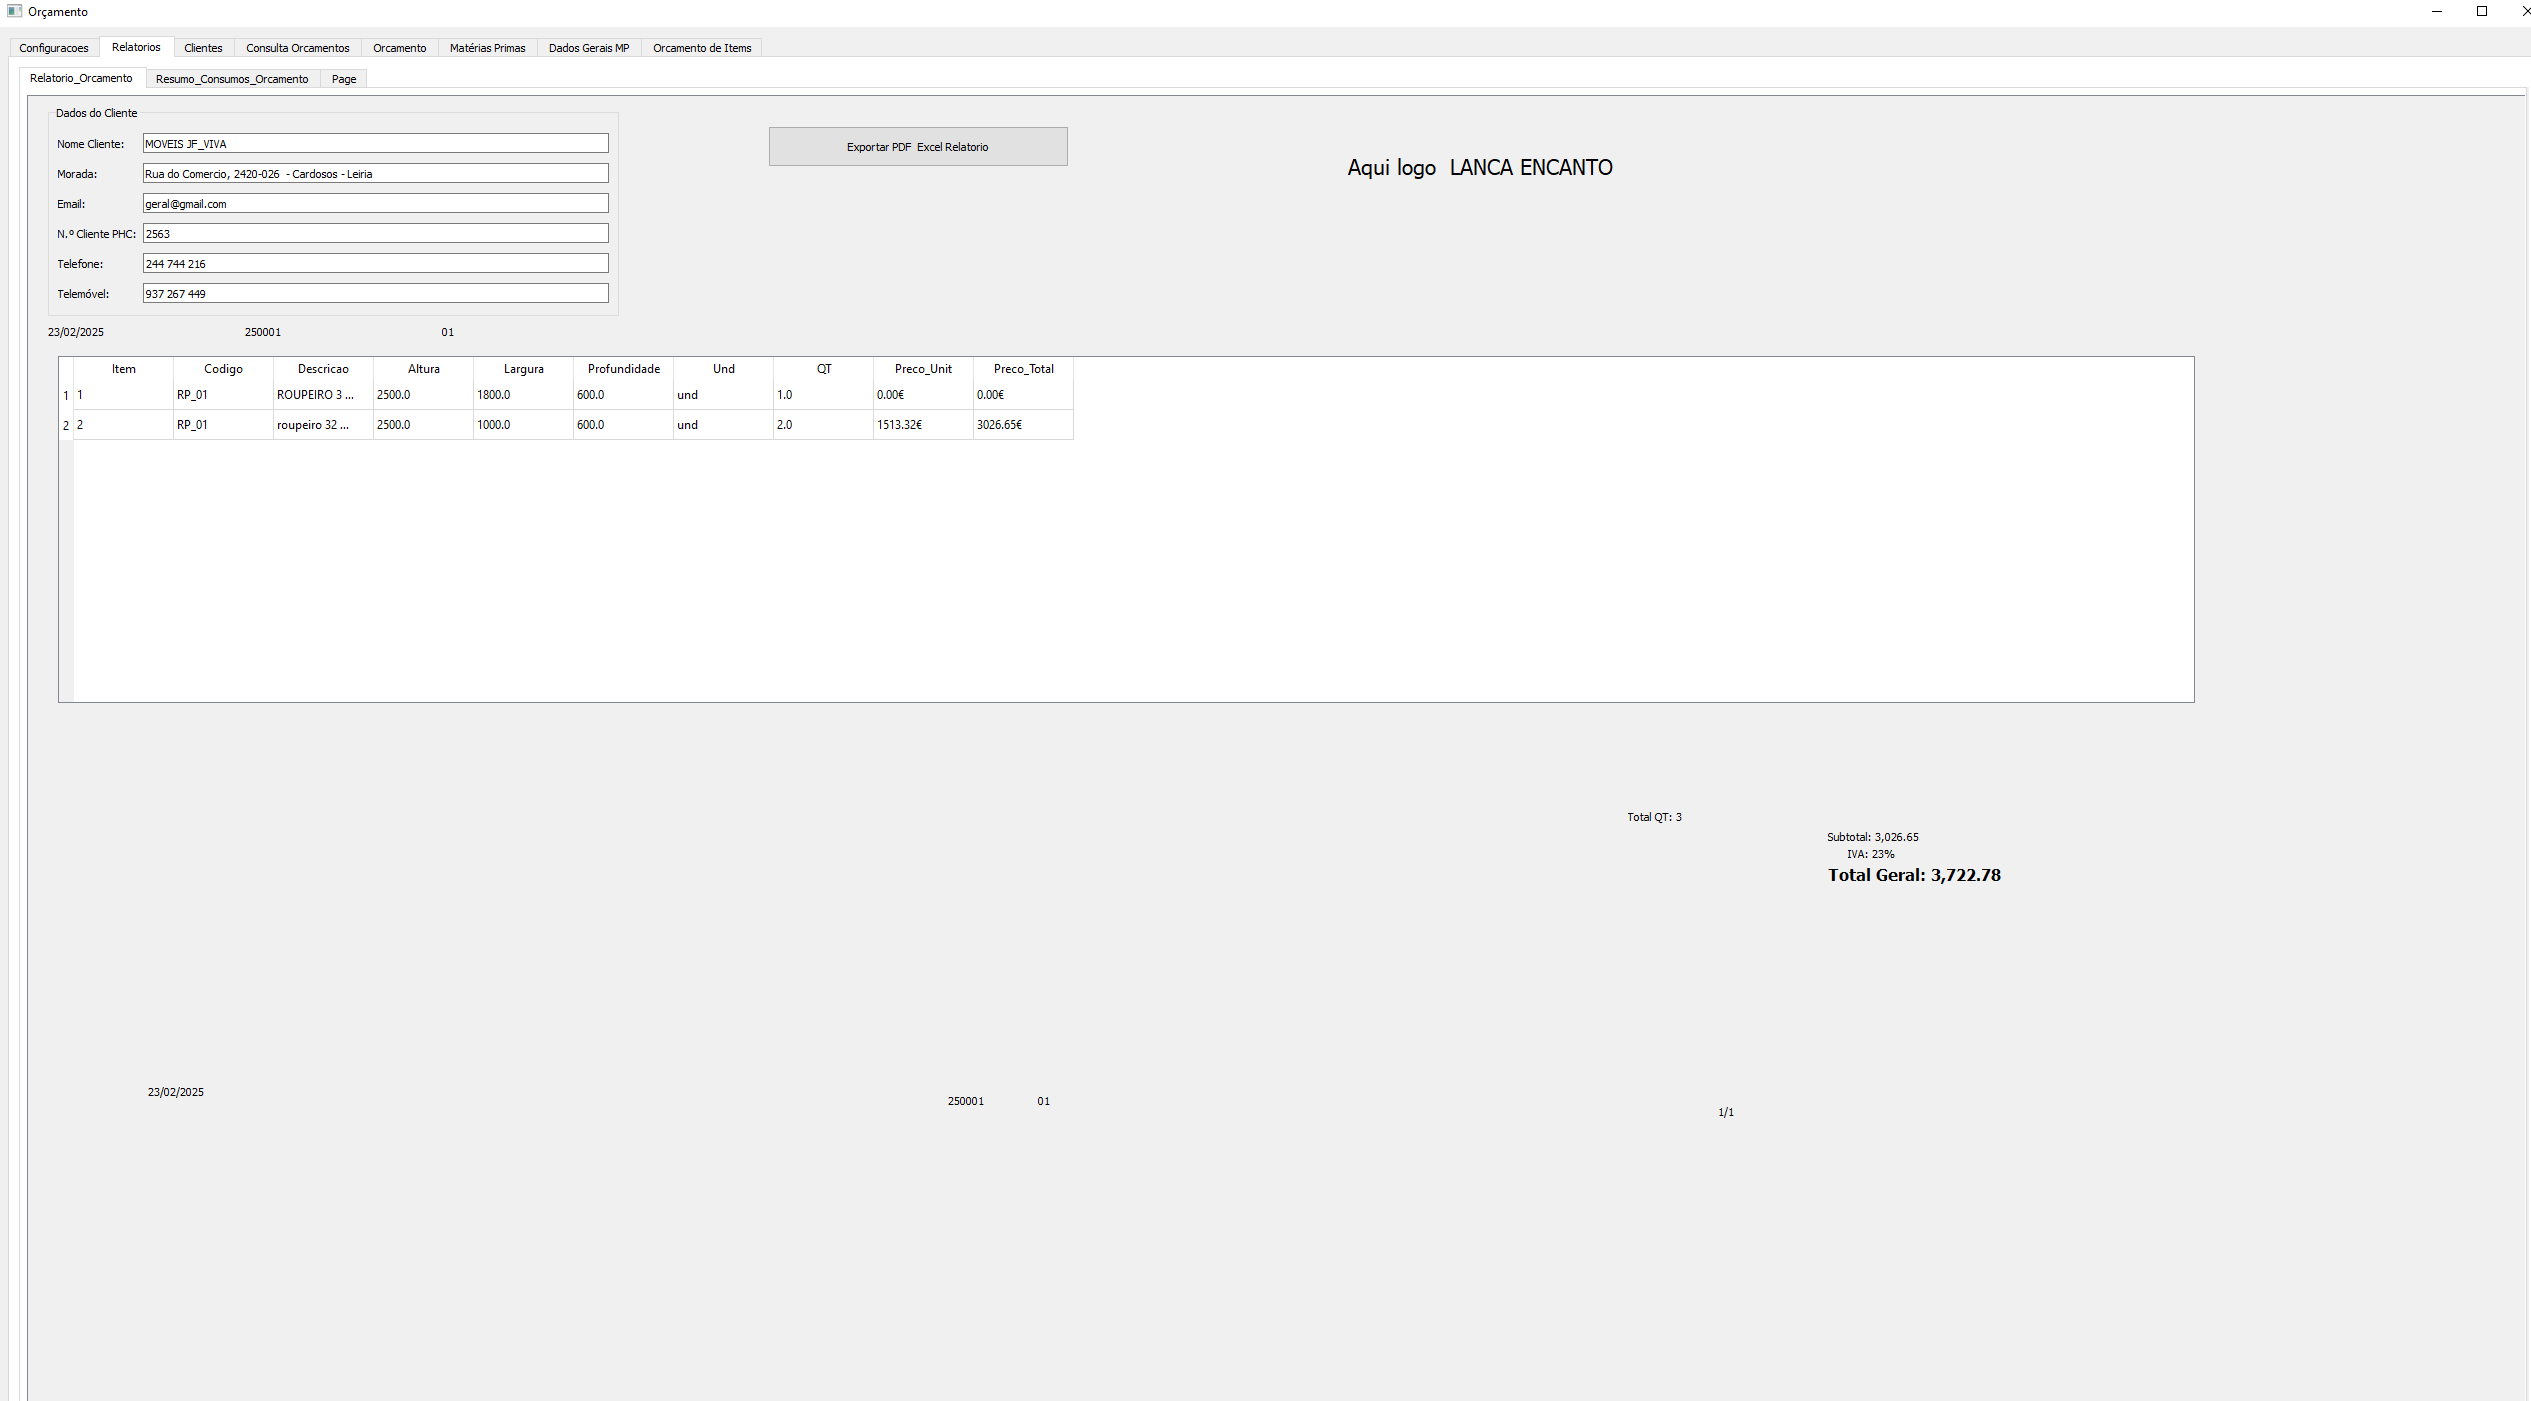 Orçamento
Configuracoes Relatorios Clientes Consulta Orcamentos Orcamento Matérias Primas Dados Gerais MP Orcamento de Items
Relatorio_Orcamento Resumo_Consumos_Orcamento Page
Dados do Cliente
Nome Cliente: MOVEIS JF_VIVA
Morada: Rua do Comercio, 2420-026 - Cardosos - Leiria
Email: geral@gmail.com
N.º Cliente PHC: 2563
Telefone: 244 744 216
Telemóvel: 937 267 449
Exportar PDF Excel Relatorio
Aqui logo LANCA ENCANTO
23/02/2025 250001 01
Item Codigo Descricao Altura Largura Profundidade Und QT Preco_Unit Preco_Total
1 1 RP_01 ROUPEIRO 3 ... 2500.0 1800.0 600.0 und 1.0 0.00€ 0.00€
2 2 RP_01 roupeiro 32 ... 2500.0 1000.0 600.0 und 2.0 1513.32€ 3026.65€
Total QT: 3
Subtotal: 3,026.65
IVA: 23%
Total Geral: 3,722.78
23/02/2025
250001 01
1/1